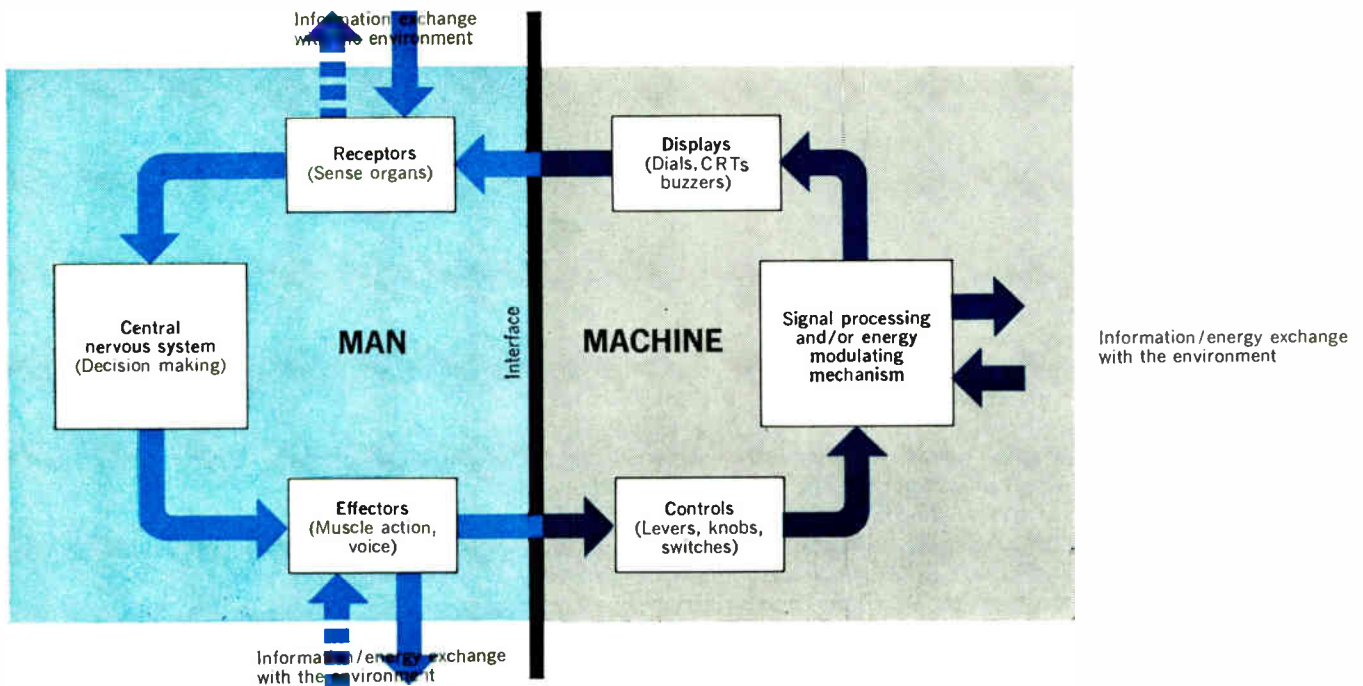 Information exchange
with the environment
Receptors
(Sense organs)
Displays
(Dials, CRTs
buzzers)
Central
nervous system
(Decision making)
MAN
Interface
MACHINE
Signal processing
and/or energy
modulating
mechanism
Information/energy exchange
with the environment
Effectors
(Muscle action,
voice)
Controls
(Levers, knobs,
switches)
Information/energy exchange
with the environment